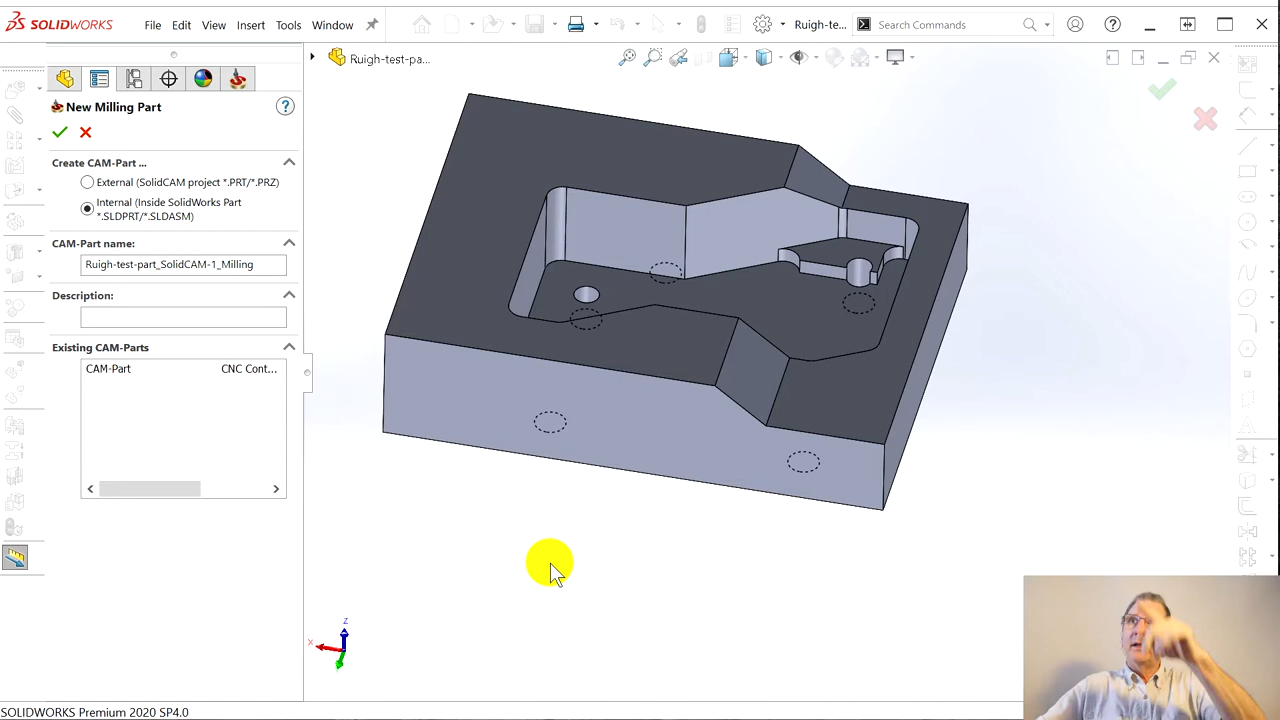 SOLIDWORKS File Edit View Insert Tools Window Ruigh-te... Search Commands
Ruigh-test-pa...
New Milling Part
Create CAM-Part ...
External (SolidCAM project *.PRT/*.PRZ)
Internal (Inside SolidWorks Part
*.SLDPRT/*.SLDASM)
CAM-Part name:
Ruigh-test-part_SolidCAM-1_Milling
Description:
Existing CAM-Parts
CAM-Part CNC Cont...
Z
X
SOLIDWORKS Premium 2020 SP4.0